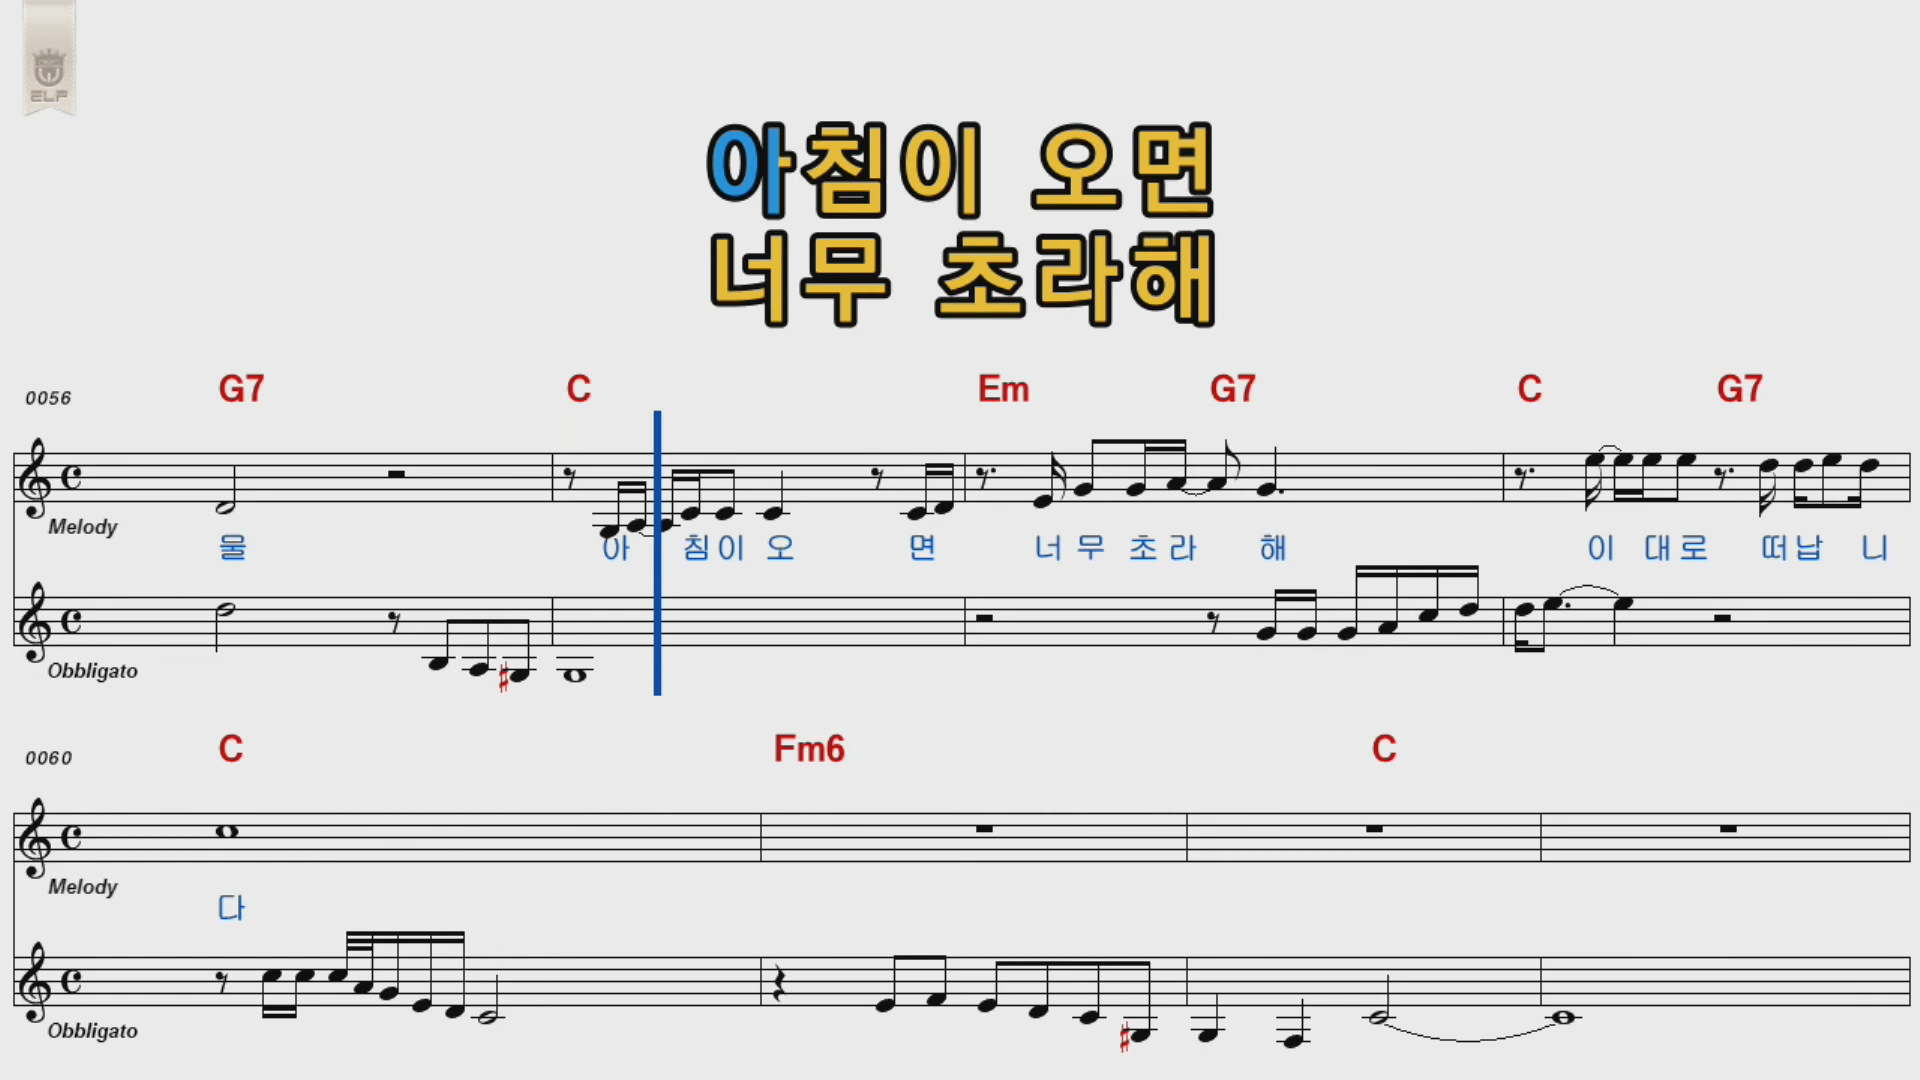 ELF
아침이 오면
너무 초라해
0056 G7 C Em G7 C G7
Melody
물 아 침 이 오 면 너 무 초 라 해 이 대 로 떠 납 니
Obbligato
0060 C Fm6 C
Melody
다
Obbligato